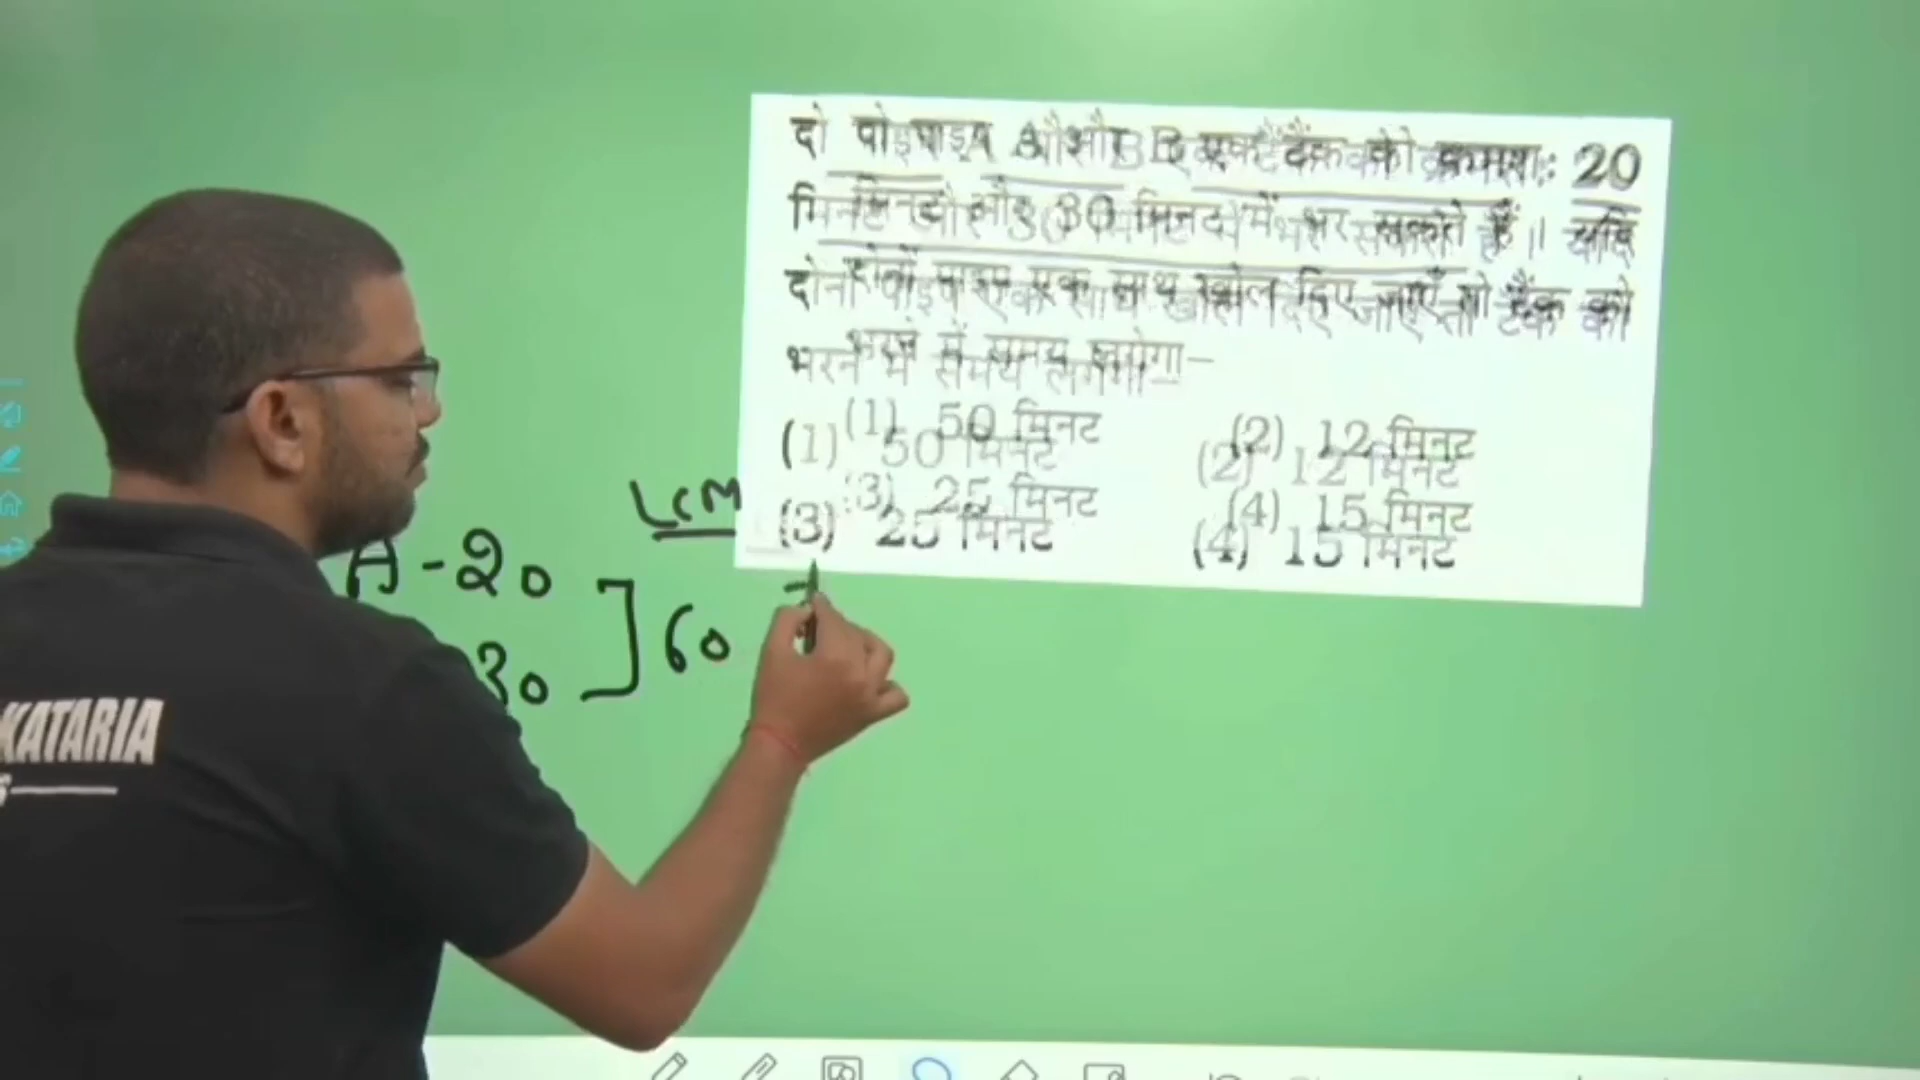 दो पाइप A और B एक टैंक को क्रमशः 20
मिनट और 30 मिनट में भर सकते हैं। यदि
दोनों पाइप एक साथ खोल दिए जाएँ तो टैंक को
भरने में समय लगेगा–
(1) 50 मिनट (2) 12 मिनट
(3) 25 मिनट (4) 15 मिनट
LCM
A - 20
30
60
KATARIA